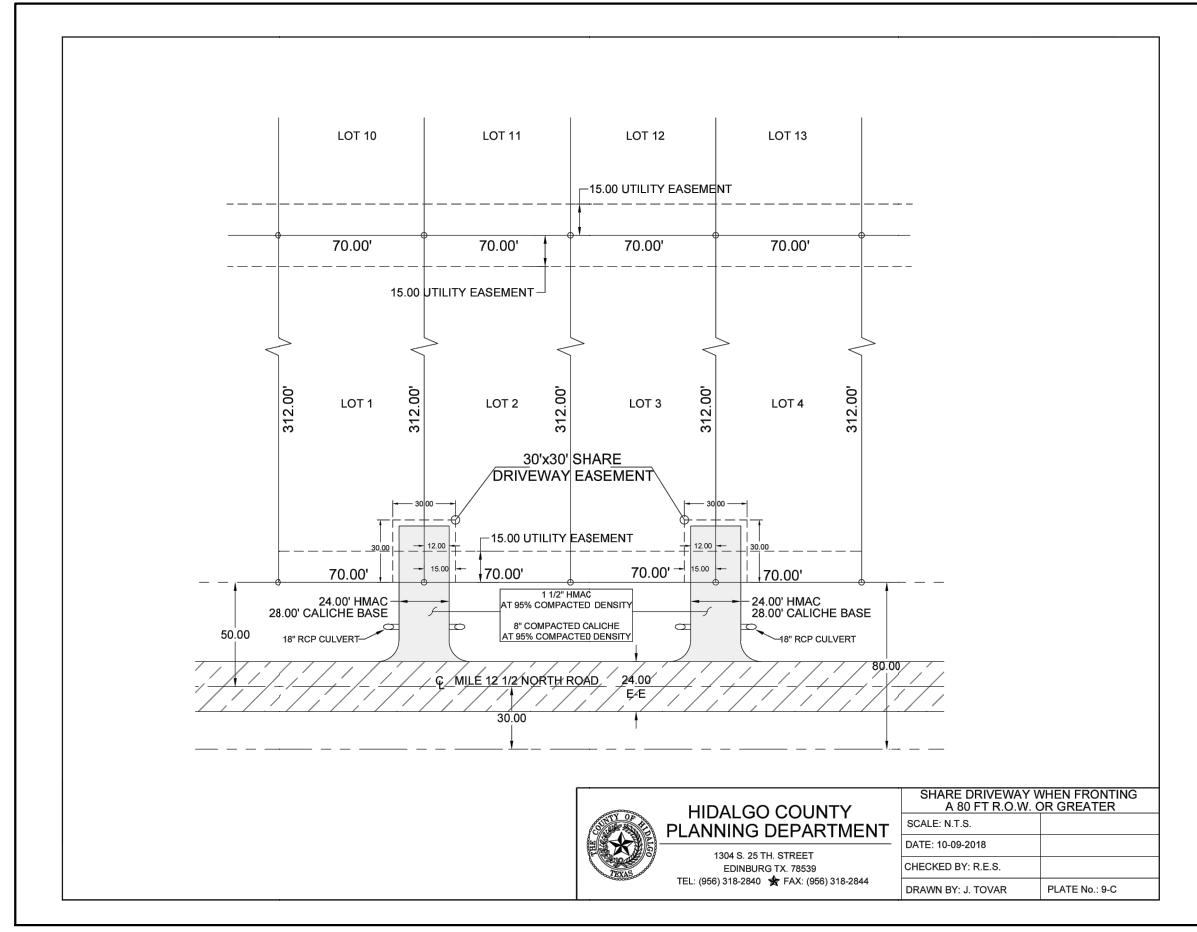 LOT 10
LOT 11
LOT 12
LOT 13
15.00 UTILITY EASEMENT
70.00'
70.00'
70.00'
70.00'
15.00 UTILITY EASEMENT
312.00'
LOT 1
312.00'
LOT 2
312.00'
LOT 3
312.00'
LOT 4
312.00'
30'x30' SHARE
DRIVEWAY EASEMENT
30.00
30.00
30.00
12.00
15.00 UTILITY EASEMENT
12.00
30.00
15.00
15.00
70.00'
70.00'
70.00'
70.00'
24.00' HMAC
28.00' CALICHE BASE
1 1/2" HMAC
AT 95% COMPACTED DENSITY
8" COMPACTED CALICHE
AT 95% COMPACTED DENSITY
24.00' HMAC
28.00' CALICHE BASE
50.00
18" RCP CULVERT
18" RCP CULVERT
80.00
CL MILE 12 1/2 NORTH ROAD
24.00
E-E
30.00
THE COUNTY OF HIDALGO
TEXAS
HIDALGO COUNTY
PLANNING DEPARTMENT
1304 S. 25 TH. STREET
EDINBURG TX. 78539
TEL: (956) 318-2840 FAX: (956) 318-2844
SHARE DRIVEWAY WHEN FRONTING
A 80 FT R.O.W. OR GREATER
SCALE: N.T.S.
DATE: 10-09-2018
CHECKED BY: R.E.S.
DRAWN BY: J. TOVAR
PLATE No.: 9-C